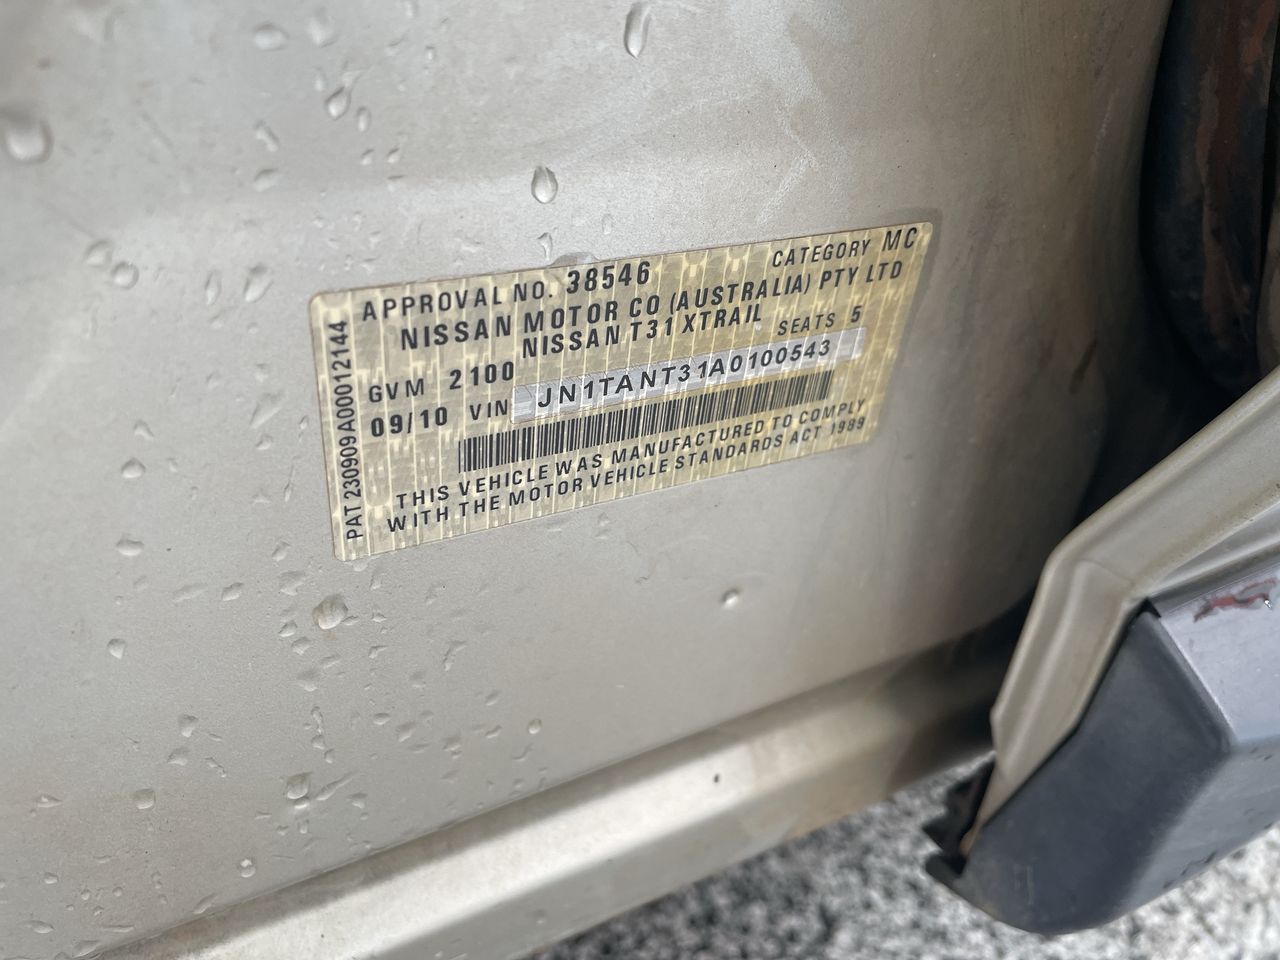 APPROVAL NO. 38546 CATEGORY MC
NISSAN MOTOR CO (AUSTRALIA) PTY LTD
NISSAN T31 XTRAIL
GVM 2100 SEATS 5
09/10 VIN JN1TANT31A0100543
THIS VEHICLE WAS MANUFACTURED TO COMPLY
WITH THE MOTOR VEHICLE STANDARDS ACT 1989
PAT 230909A00012144